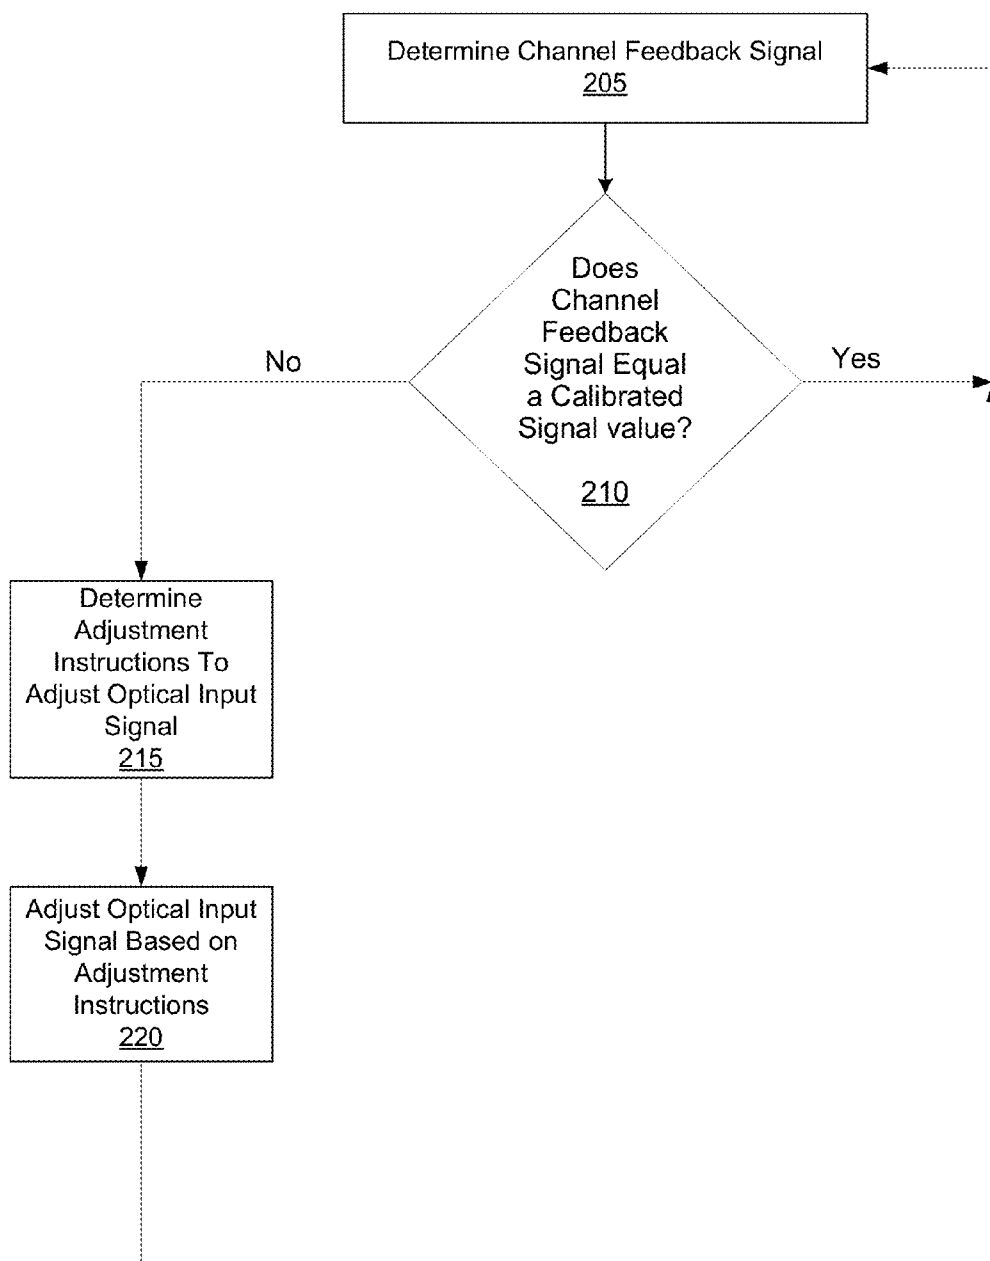 Determine Channel Feedback Signal
205
Does
Channel
Feedback
Signal Equal
a Calibrated
Signal value?
210
No
Yes
Determine
Adjustment
Instructions To
Adjust Optical Input
Signal
215
Adjust Optical Input
Signal Based on
Adjustment
Instructions
220